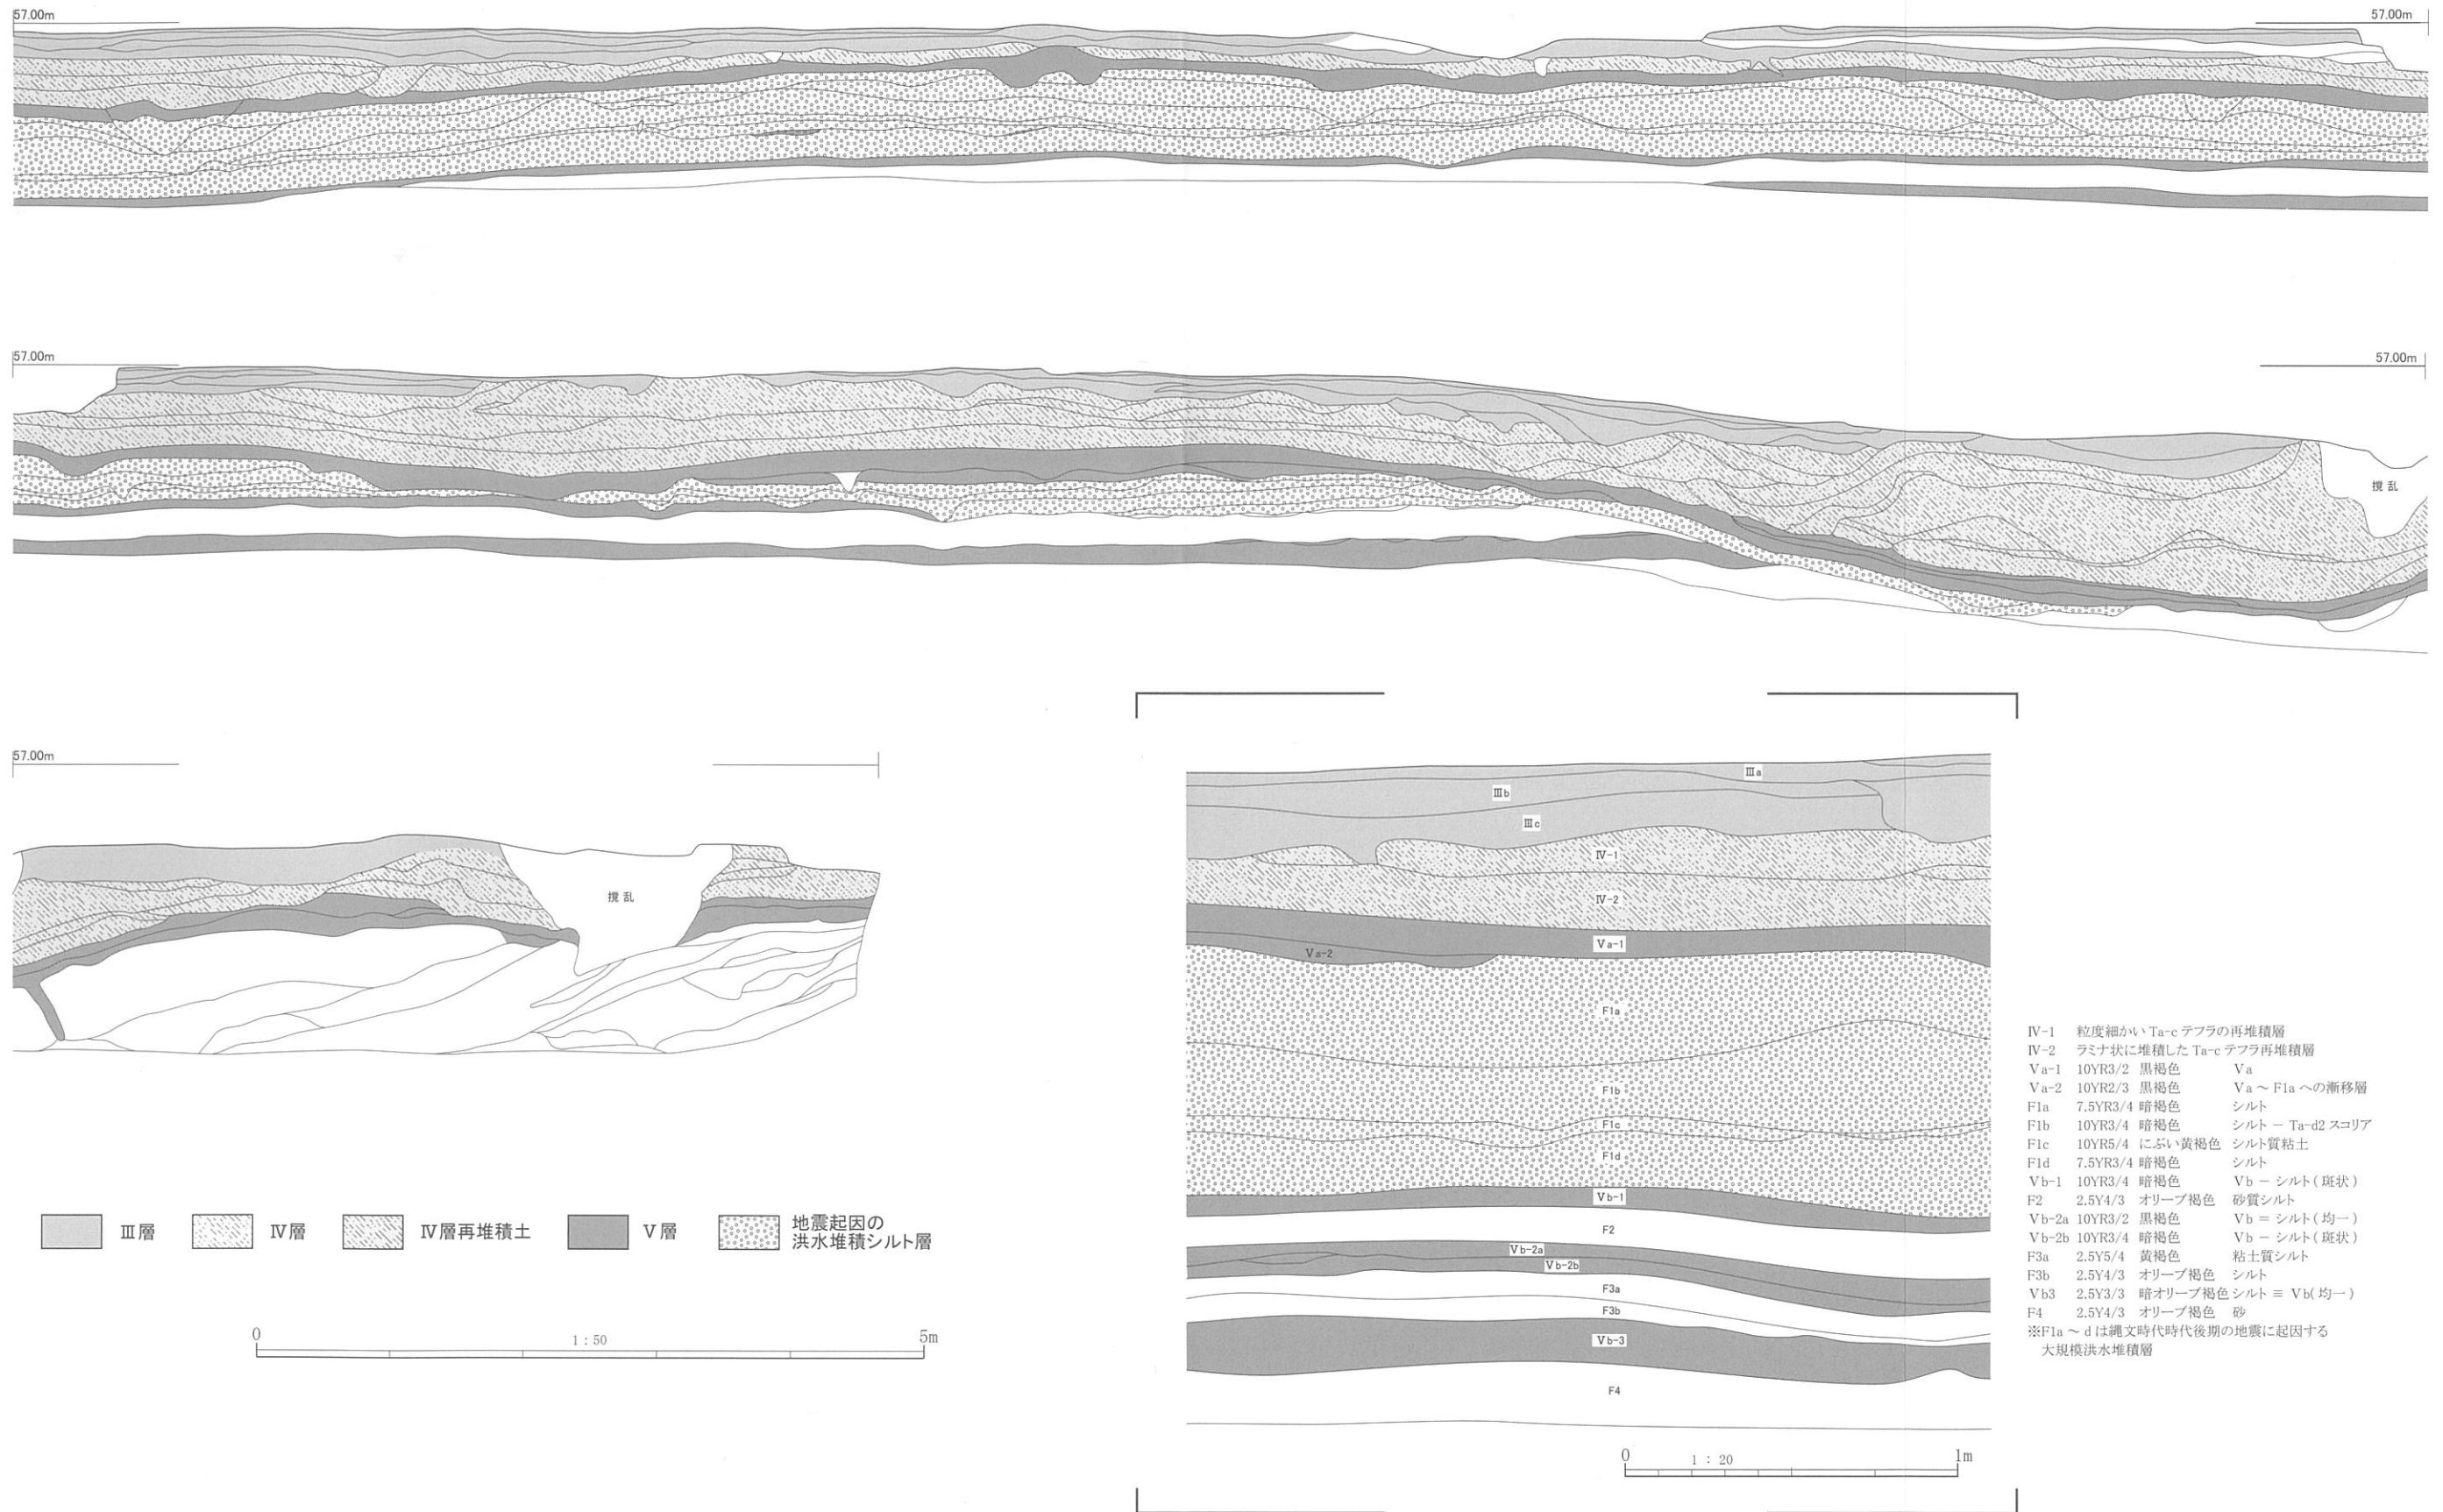 57.00m
57.00m
57.00m
57.00m
撹乱
57.00m
撹乱
Ⅲa
Ⅲb
Ⅲc
Ⅳ-1
Ⅳ-2
Ⅴa-1
Ⅴa-2
F1a
F1b
F1c
F1d
Ⅴb-1
F2
Ⅴb-2a
Ⅴb-2b
F3a
F3b
Ⅴb-3
F4
0 1:20 1m
Ⅳ-1 粒度細かい Ta-c テフラの再堆積層
Ⅳ-2 ラミナ状に堆積した Ta-c テフラ再堆積層
Ⅴa-1 10YR3/2 黒褐色 Ⅴa
Ⅴa-2 10YR2/3 黒褐色 Ⅴa ～ F1a への漸移層
F1a 7.5YR3/4 暗褐色 シルト
F1b 10YR3/4 暗褐色 シルト － Ta-d2 スコリア
F1c 10YR5/4 にぶい黄褐色 シルト質粘土
F1d 7.5YR3/4 暗褐色 シルト
Ⅴb-1 10YR3/4 暗褐色 Ⅴb － シルト(斑状)
F2 2.5Y4/3 オリーブ褐色 砂質シルト
Ⅴb-2a 10YR3/2 黒褐色 Ⅴb ＝ シルト(均一)
Ⅴb-2b 10YR3/4 暗褐色 Ⅴb － シルト(斑状)
F3a 2.5Y5/4 黄褐色 粘土質シルト
F3b 2.5Y4/3 オリーブ褐色 シルト
Ⅴb3 2.5Y3/3 暗オリーブ褐色 シルト ≡ Ⅴb(均一)
F4 2.5Y4/3 オリーブ褐色 砂
※F1a ～ d は縄文時代時代後期の地震に起因する
大規模洪水堆積層
Ⅲ層 Ⅳ層 Ⅳ層再堆積土 Ⅴ層 地震起因の
洪水堆積シルト層
0 1:50 5m